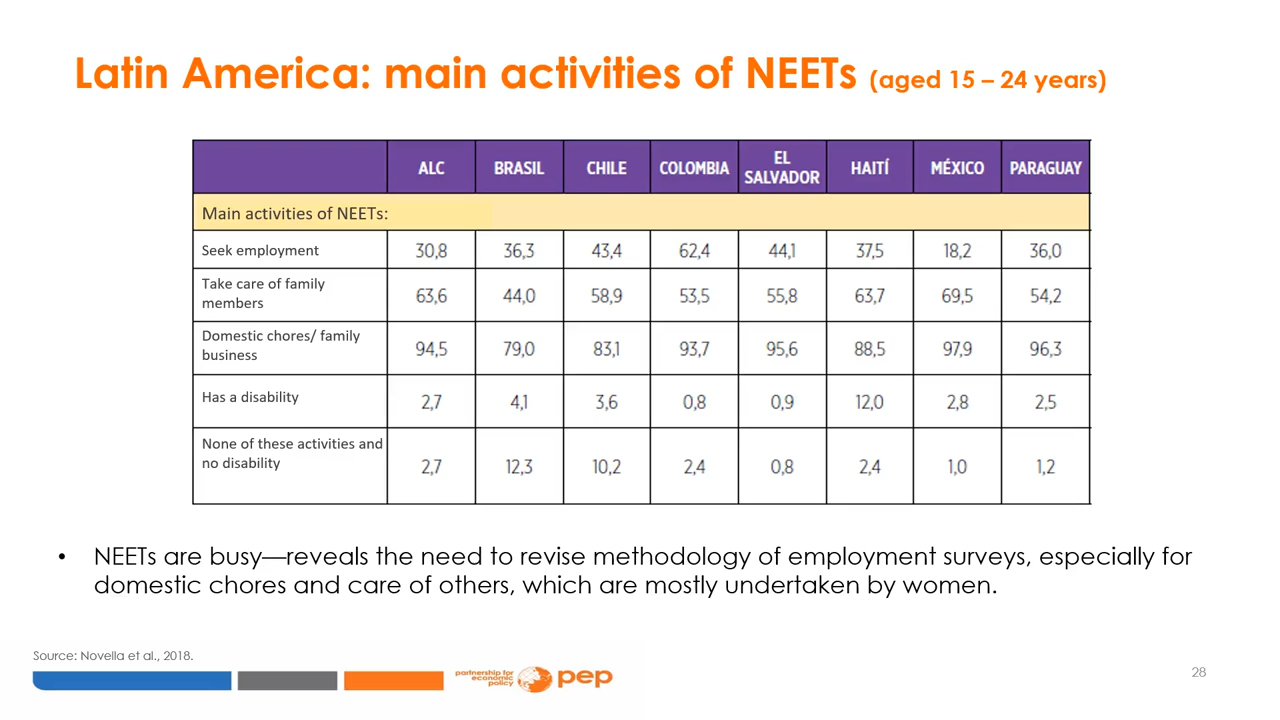 Latin America: main activities of NEETs (aged 15 – 24 years)
ALC BRASIL CHILE COLOMBIA EL SALVADOR HAITÍ MÉXICO PARAGUAY
Main activities of NEETs:
Seek employment 30,8 36,3 43,4 62,4 44,1 37,5 18,2 36,0
Take care of family members 63,6 44,0 58,9 53,5 55,8 63,7 69,5 54,2
Domestic chores/ family business 94,5 79,0 83,1 93,7 95,6 88,5 97,9 96,3
Has a disability 2,7 4,1 3,6 0,8 0,9 12,0 2,8 2,5
None of these activities and no disability 2,7 12,3 10,2 2,4 0,8 2,4 1,0 1,2
• NEETs are busy—reveals the need to revise methodology of employment surveys, especially for
domestic chores and care of others, which are mostly undertaken by women.
Source: Novella et al., 2018.
partnership for
economic
policy
pep
28